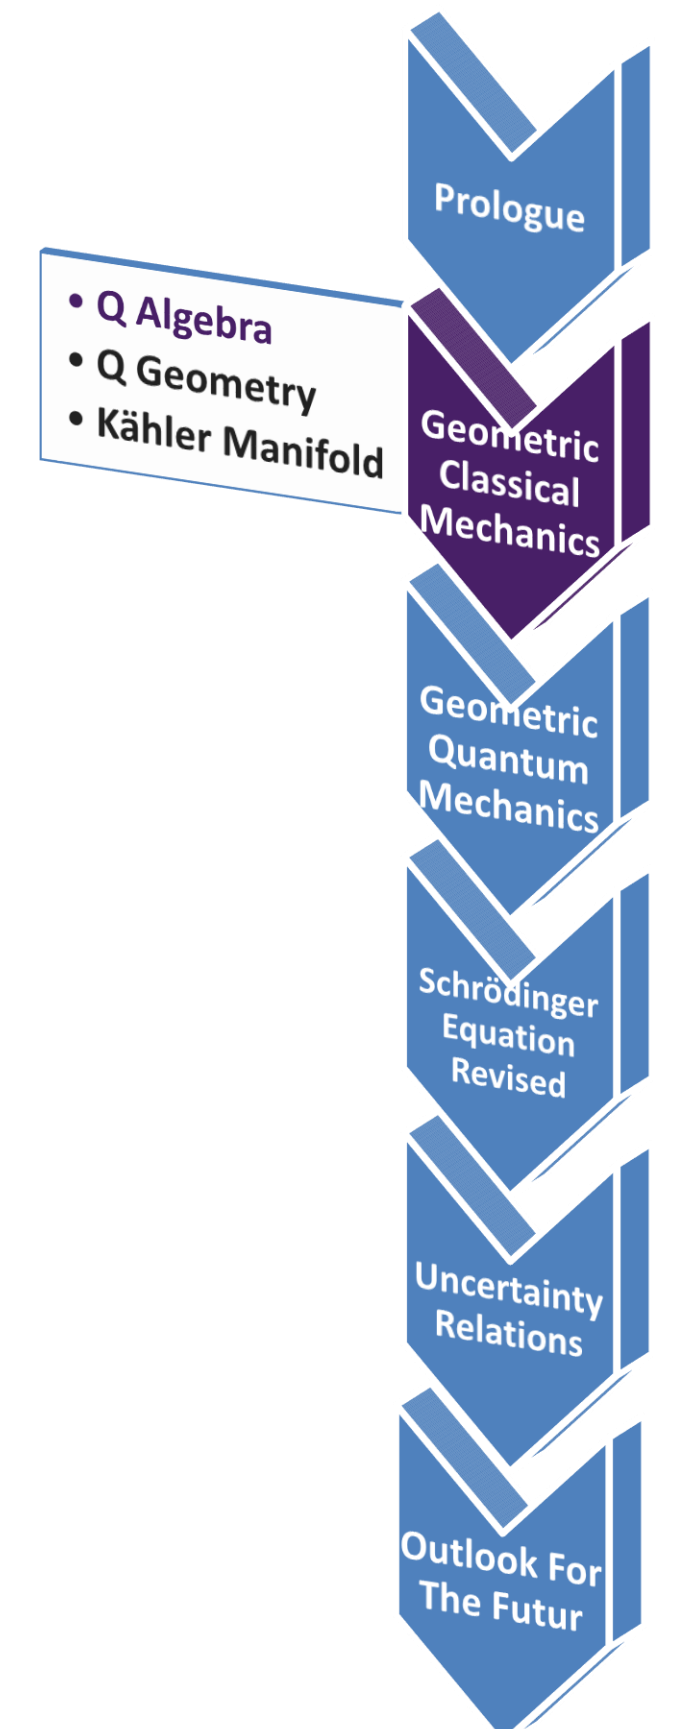 Prologue
• Q Algebra
• Q Geometry
• Kähler Manifold
Geometric
Classical
Mechanics
Geometric
Quantum
Mechanics
Schrödinger
Equation
Revised
Uncertainty
Relations
Outlook For
The Futur